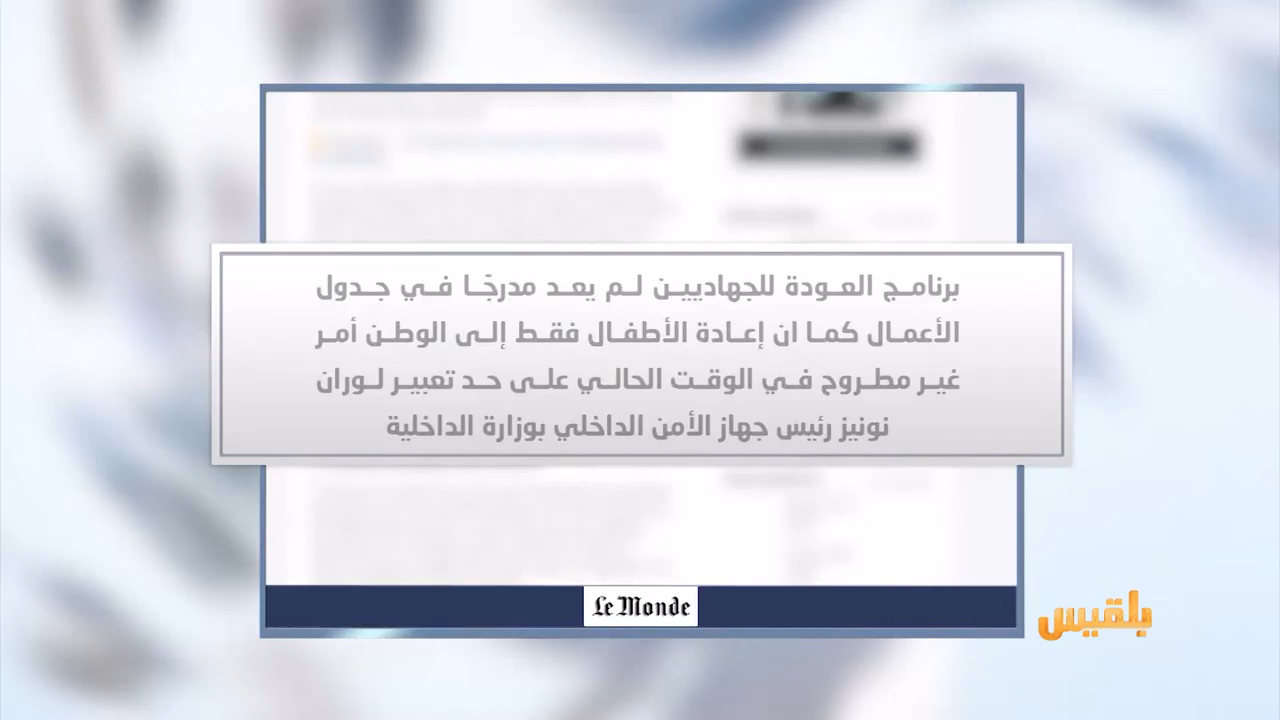 برنامج العودة للجهاديين لم يعد مدرجًا في جدول
الأعمال كما ان إعادة الأطفال فقط إلى الوطن أمر
غير مطروح في الوقت الحالي على حد تعبير لوران
نونيز رئيس جهاز الأمن الداخلي بوزارة الداخلية
Le Monde
بلقيس